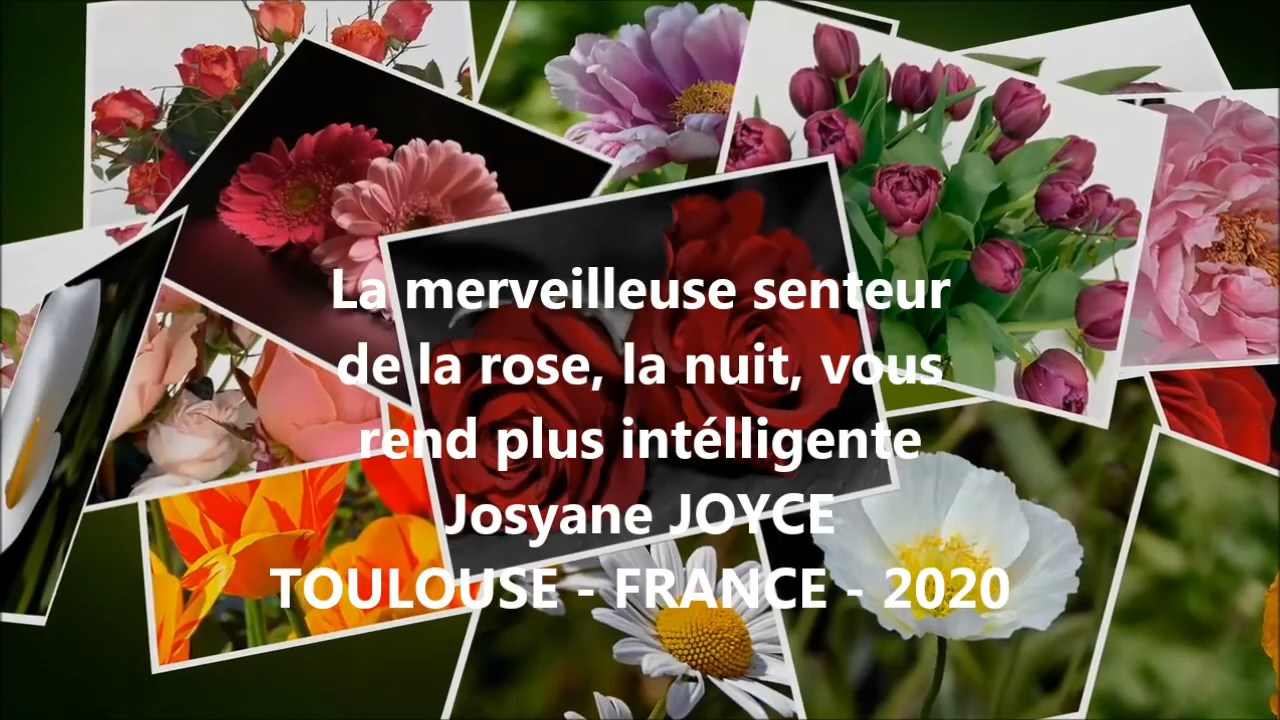 La merveilleuse senteur
de la rose, la nuit, vous
rend plus intélligente
Josyane JOYCE
TOULOUSE - FRANCE - 2020